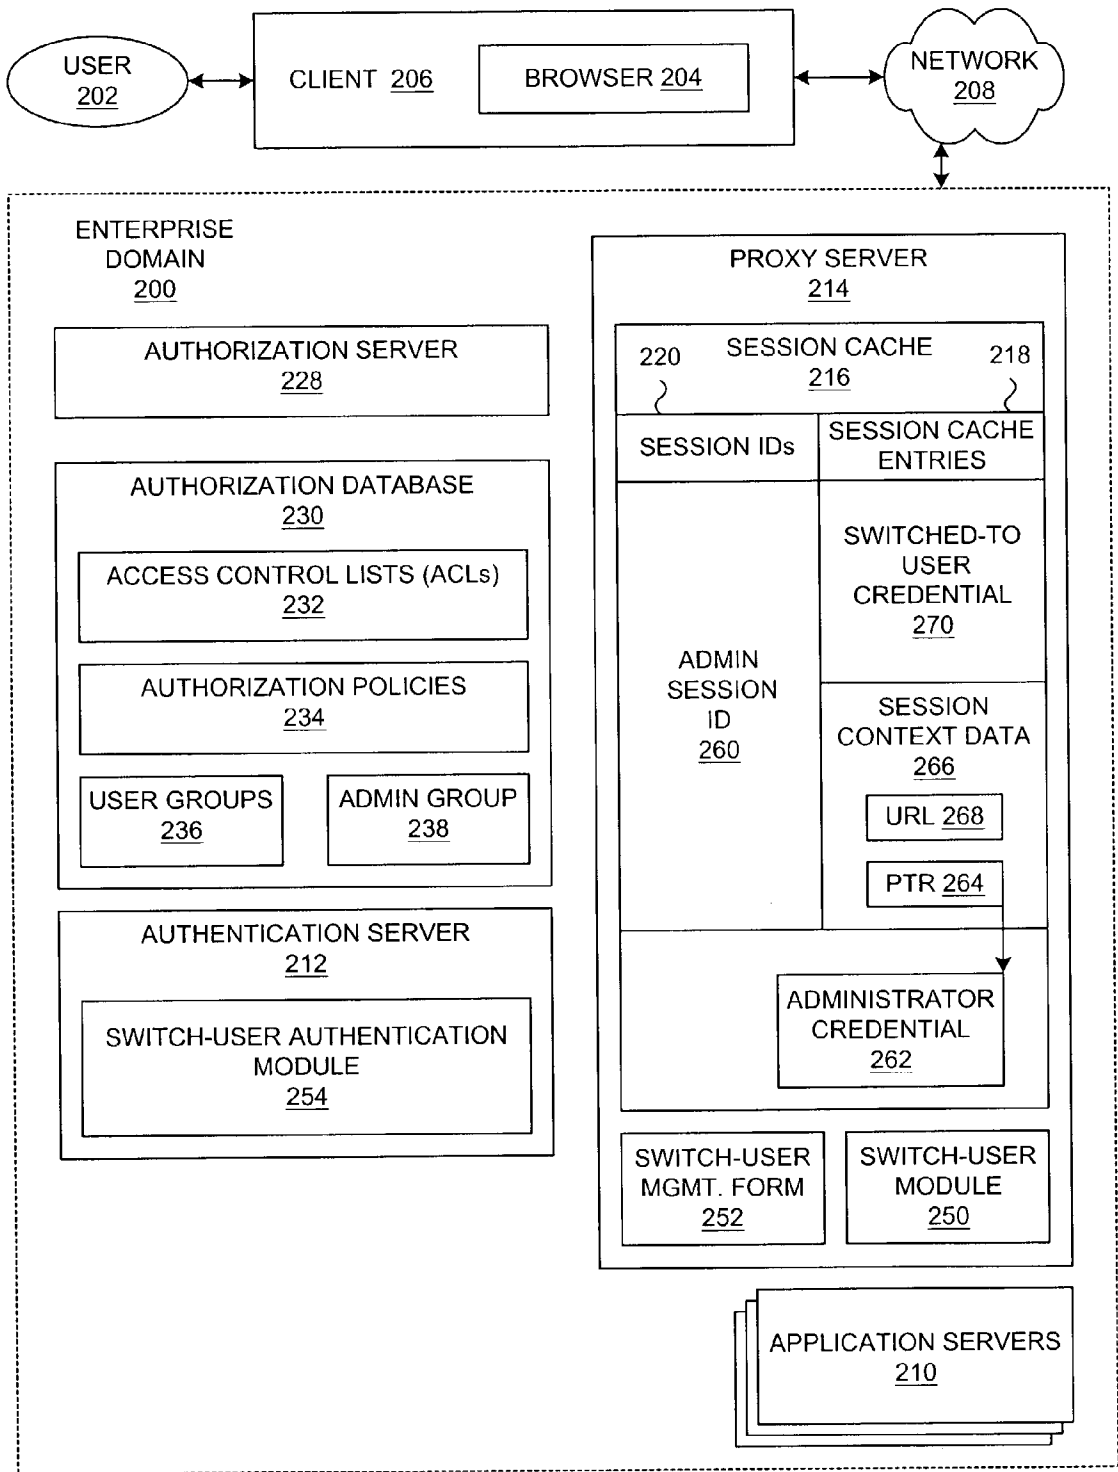 USER
202
CLIENT 206
BROWSER 204
NETWORK
208
ENTERPRISE
DOMAIN
200
AUTHORIZATION SERVER
228
AUTHORIZATION DATABASE
230
ACCESS CONTROL LISTS (ACLs)
232
AUTHORIZATION POLICIES
234
USER GROUPS
236
ADMIN GROUP
238
AUTHENTICATION SERVER
212
SWITCH-USER AUTHENTICATION
MODULE
254
PROXY SERVER
214
220
SESSION CACHE
216
218
SESSION IDs
SESSION CACHE
ENTRIES
ADMIN
SESSION
ID
260
SWITCHED-TO
USER
CREDENTIAL
270
SESSION
CONTEXT DATA
266
URL 268
PTR 264
ADMINISTRATOR
CREDENTIAL
262
SWITCH-USER
MGMT. FORM
252
SWITCH-USER
MODULE
250
APPLICATION SERVERS
210